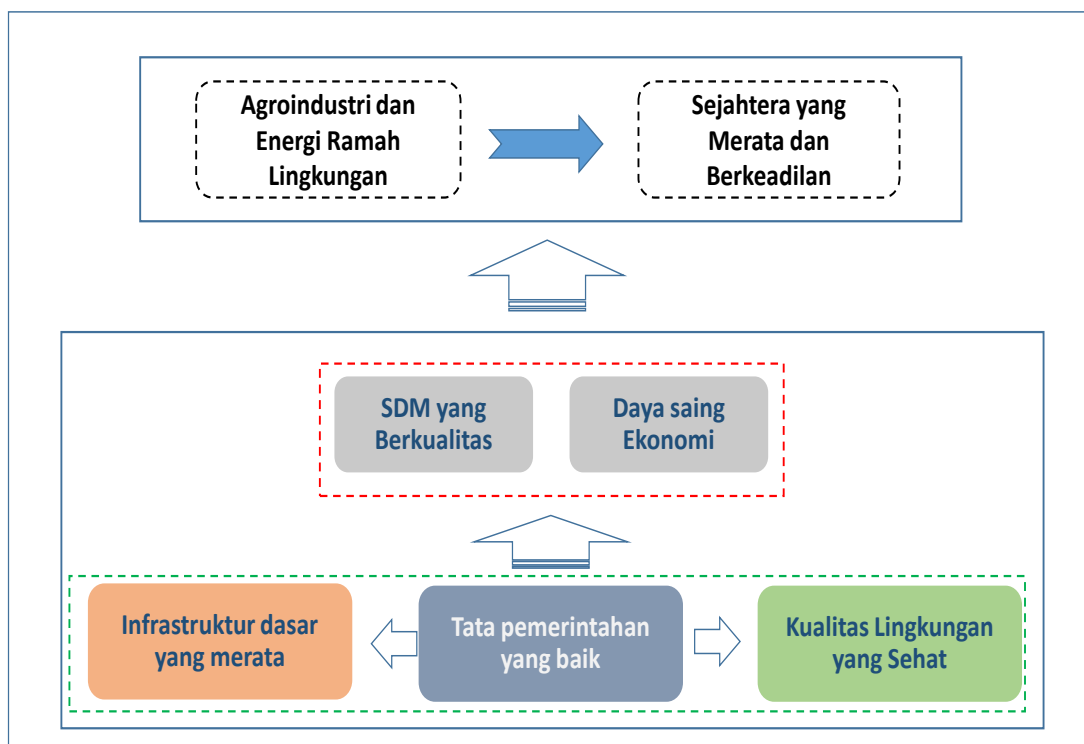 Agroindustri dan
Energi Ramah
Lingkungan
Sejahtera yang
Merata dan
Berkeadilan
SDM yang
Berkualitas
Daya saing
Ekonomi
Infrastruktur dasar
yang merata
Tata pemerintahan
yang baik
Kualitas Lingkungan
yang Sehat